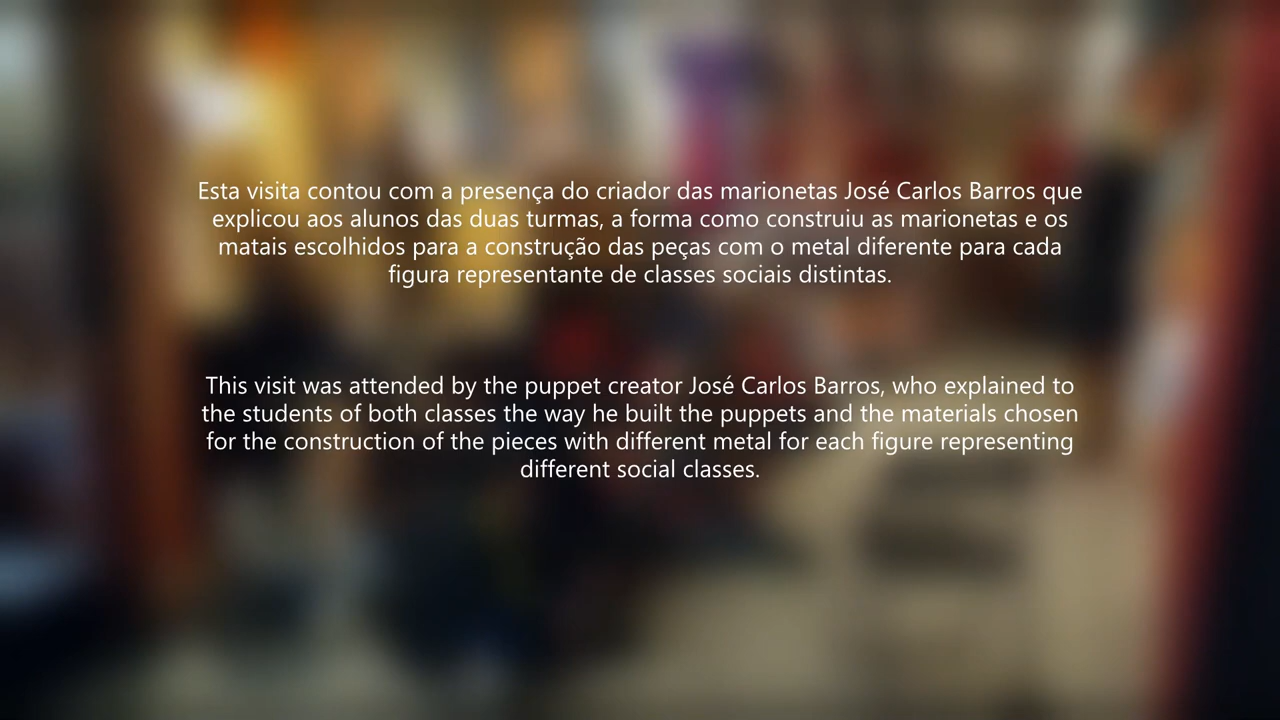 Esta visita contou com a presença do criador das marionetas José Carlos Barros que
explicou aos alunos das duas turmas, a forma como construiu as marionetas e os
matais escolhidos para a construção das peças com o metal diferente para cada
figura representante de classes sociais distintas.
This visit was attended by the puppet creator José Carlos Barros, who explained to
the students of both classes the way he built the puppets and the materials chosen
for the construction of the pieces with different metal for each figure representing
different social classes.